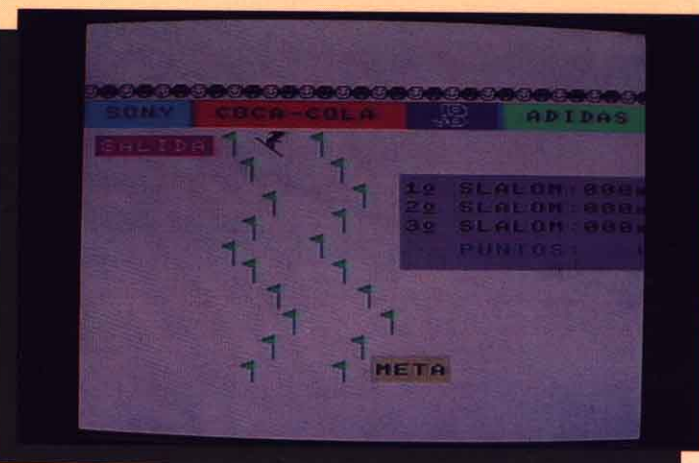 SONY COCA-COLA ADIDAS
SALIDA
1º SLALOM:000
2º SLALOM:000
3º SLALOM:000
PUNTOS:
META